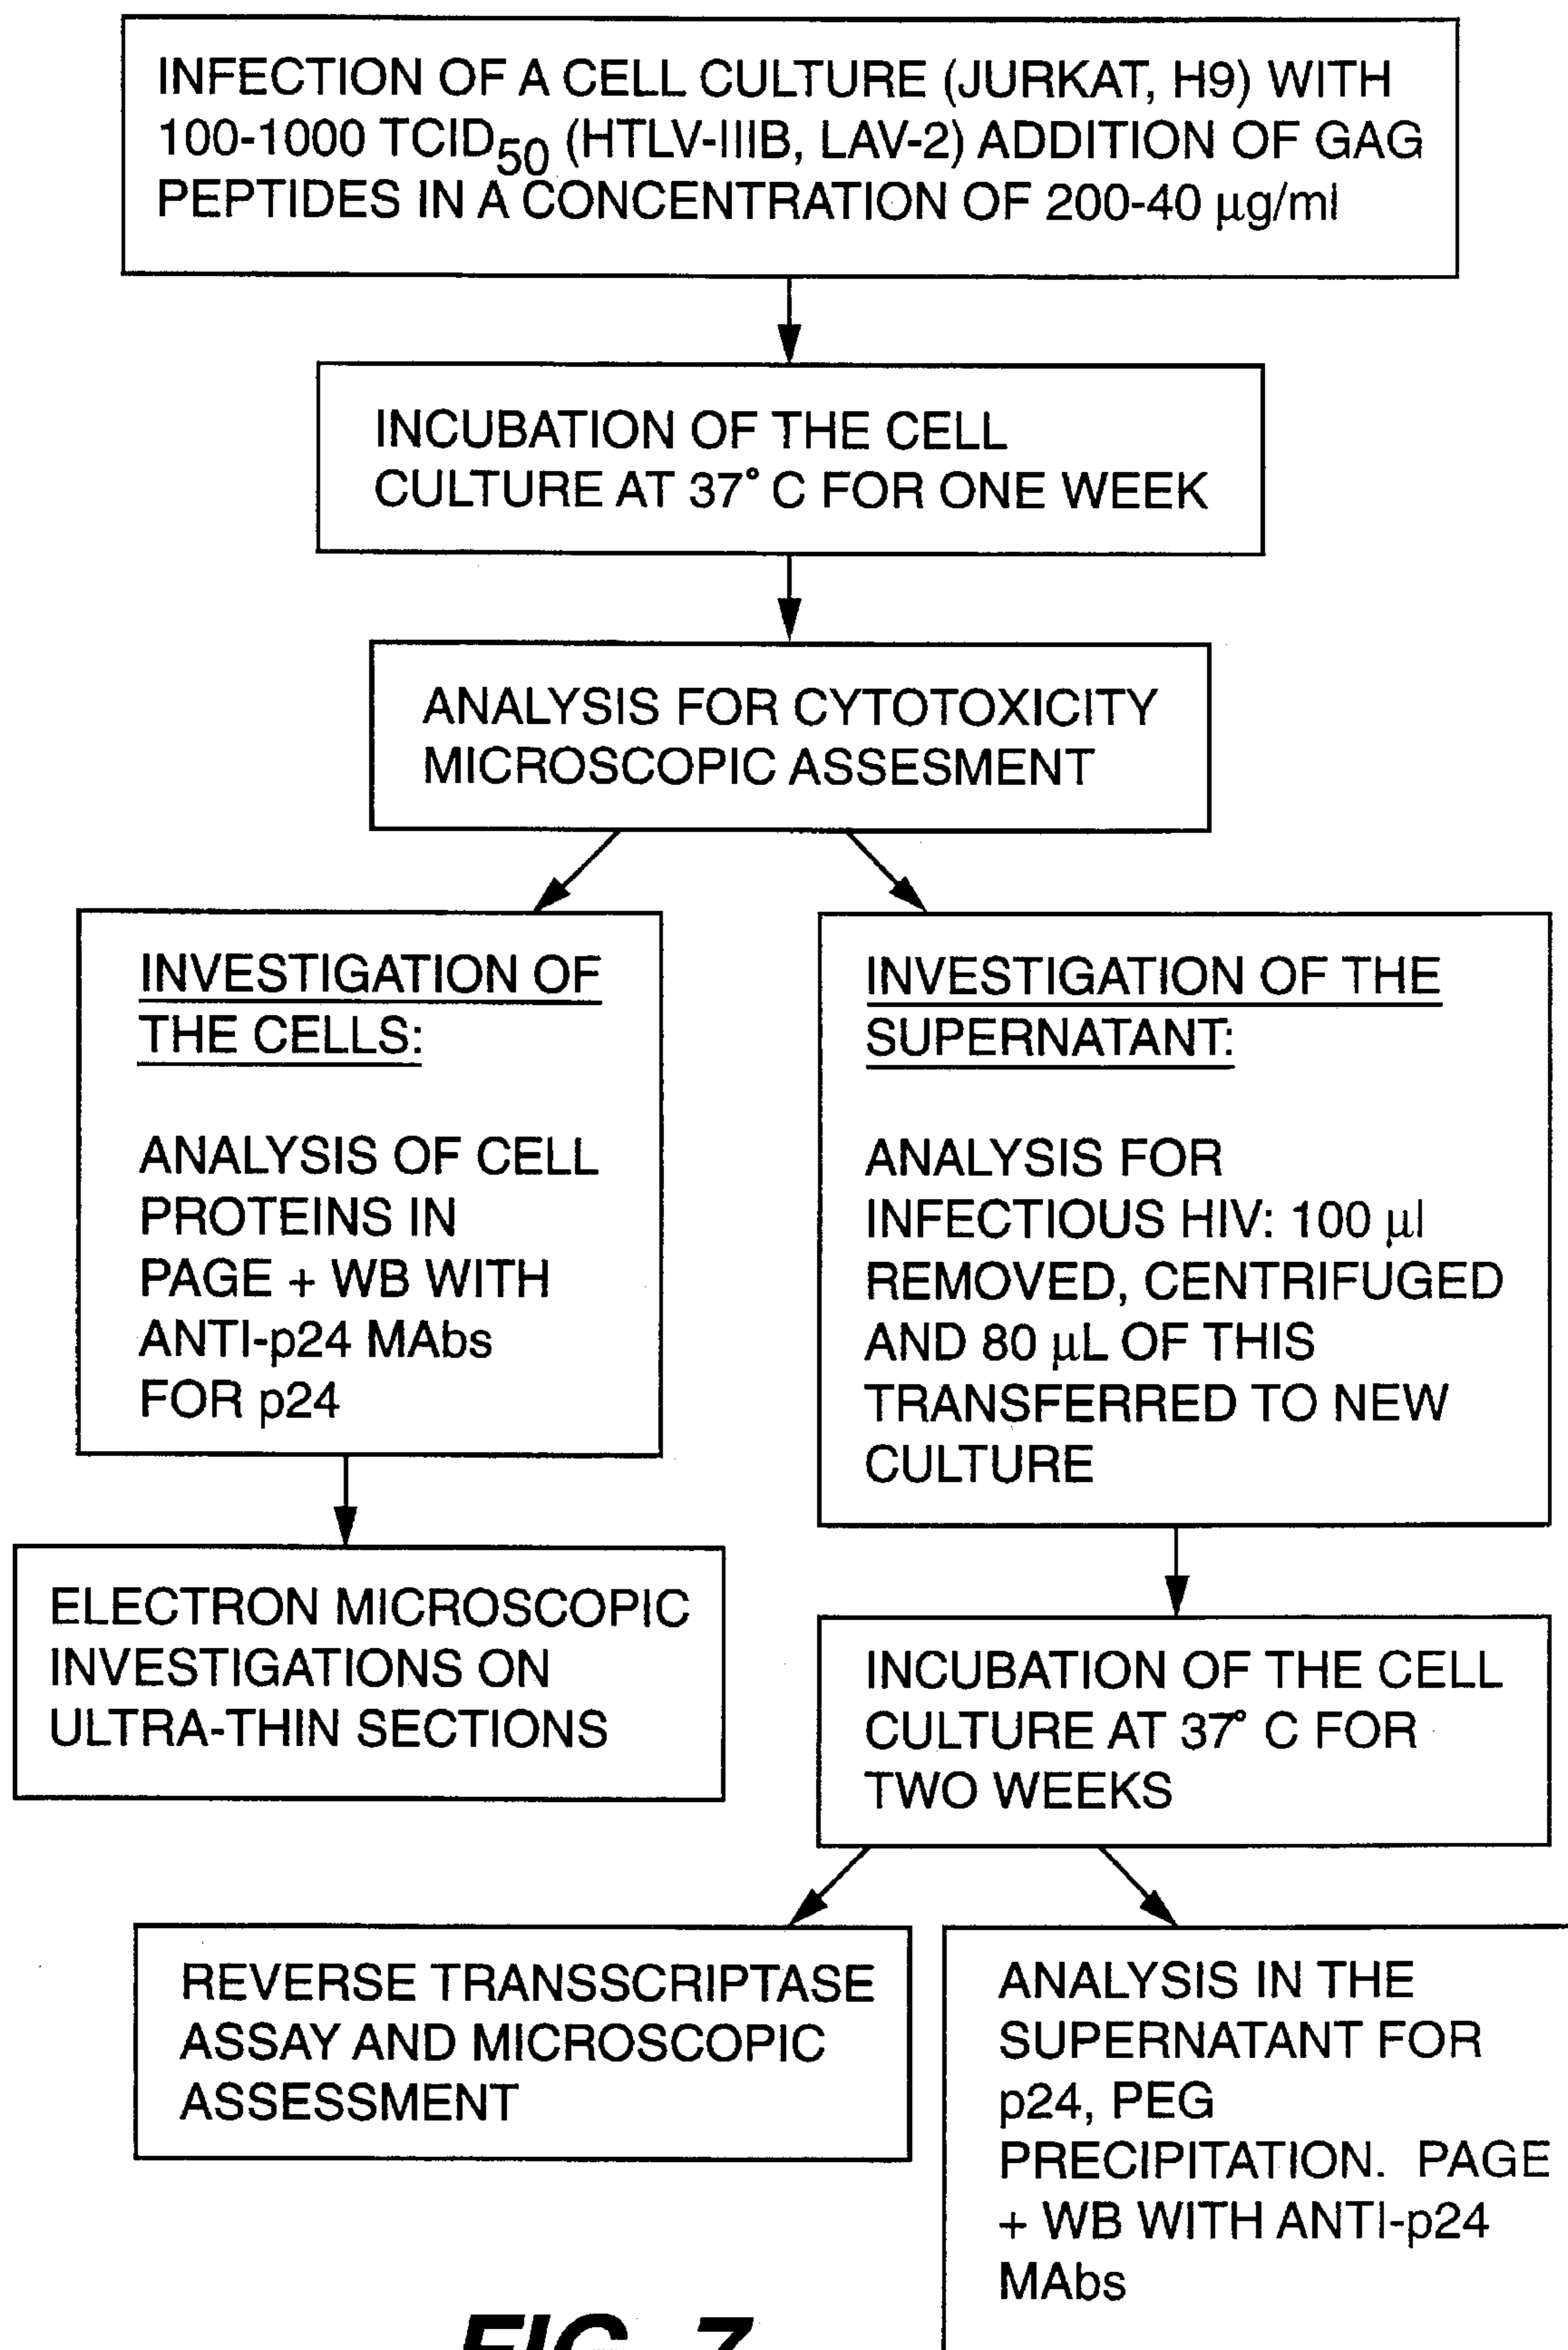 INFECTION OF A CELL CULTURE (JURKAT, H9) WITH
100-1000 TCID50 (HTLV-IIIB, LAV-2) ADDITION OF GAG
PEPTIDES IN A CONCENTRATION OF 200-40 µg/ml
INCUBATION OF THE CELL
CULTURE AT 37° C FOR ONE WEEK
ANALYSIS FOR CYTOTOXICITY
MICROSCOPIC ASSESMENT
INVESTIGATION OF
THE CELLS:
ANALYSIS OF CELL
PROTEINS IN
PAGE + WB WITH
ANTI-p24 MAbs
FOR p24
ELECTRON MICROSCOPIC
INVESTIGATIONS ON
ULTRA-THIN SECTIONS
INVESTIGATION OF THE
SUPERNATANT:
ANALYSIS FOR
INFECTIOUS HIV: 100 µl
REMOVED, CENTRIFUGED
AND 80 µL OF THIS
TRANSFERRED TO NEW
CULTURE
INCUBATION OF THE CELL
CULTURE AT 37° C FOR
TWO WEEKS
REVERSE TRANSSCRIPTASE
ASSAY AND MICROSCOPIC
ASSESSMENT
ANALYSIS IN THE
SUPERNATANT FOR
p24, PEG
PRECIPITATION. PAGE
+ WB WITH ANTI-p24
MAbs
FIG. 7